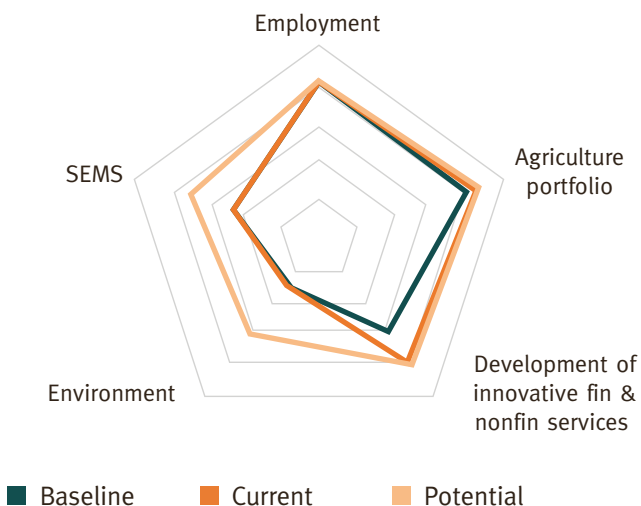 Employment
SEMS
Agriculture
portfolio
Environment
Development of
innovative fin &
nonfin services
Baseline
Current
Potential